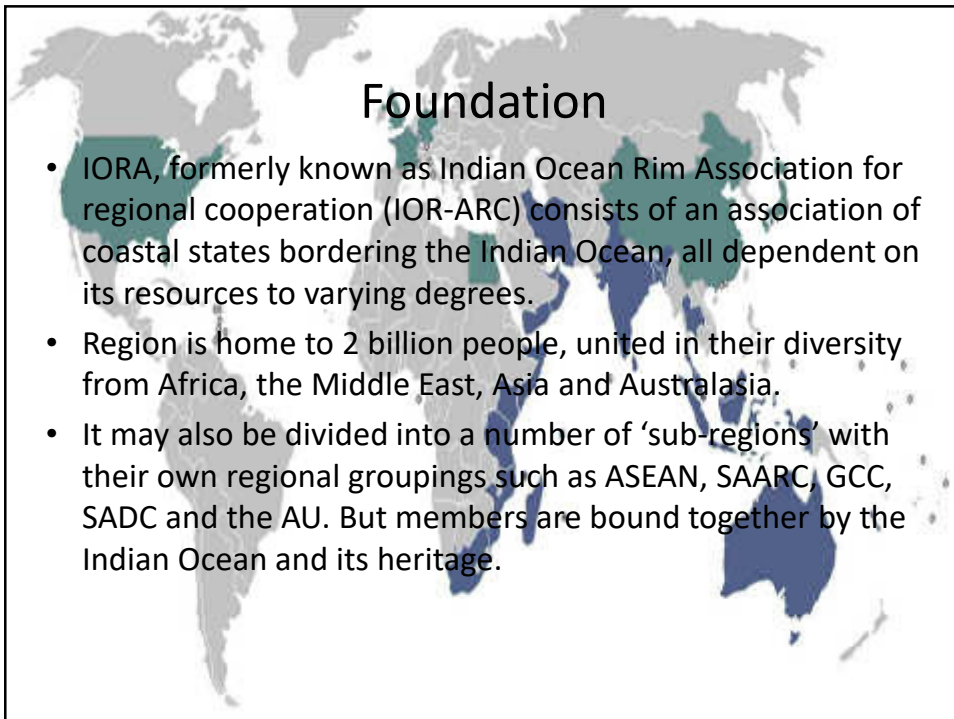 Foundation
• IORA, formerly known as Indian Ocean Rim Association for
regional cooperation (IOR-ARC) consists of an association of
coastal states bordering the Indian Ocean, all dependent on
its resources to varying degrees.
• Region is home to 2 billion people, united in their diversity
from Africa, the Middle East, Asia and Australasia.
• It may also be divided into a number of ‘sub-regions’ with
their own regional groupings such as ASEAN, SAARC, GCC,
SADC and the AU. But members are bound together by the
Indian Ocean and its heritage.